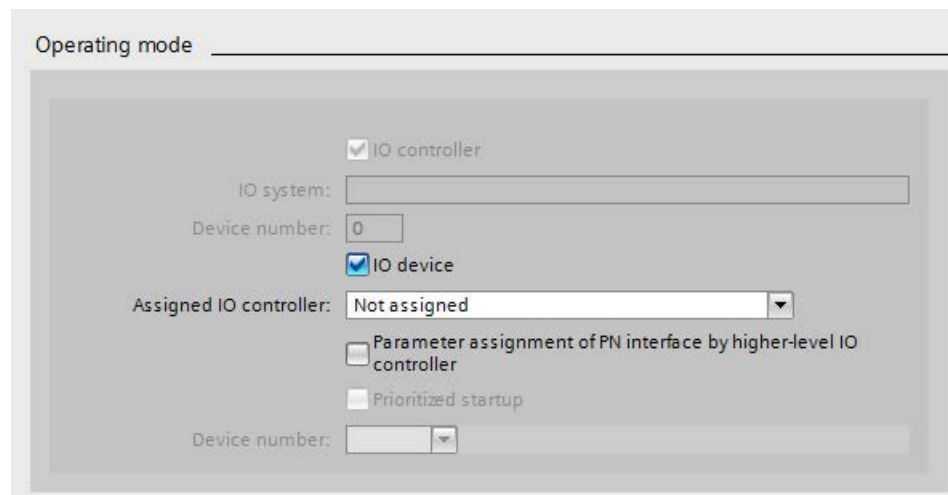 Operating mode
IO controller
IO system:
Device number: 0
IO device
Assigned IO controller: Not assigned
Parameter assignment of PN interface by higher-level IO
controller
Prioritized startup
Device number: